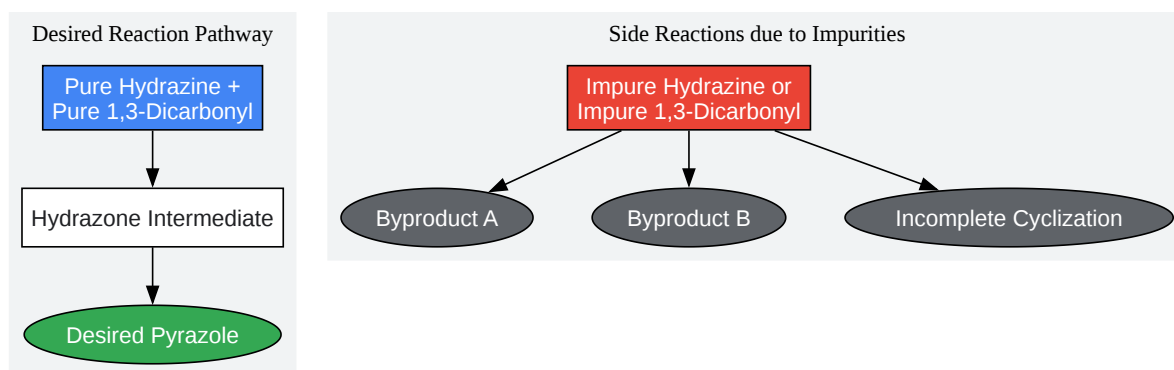 Desired Reaction Pathway
Pure Hydrazine +
Pure 1,3-Dicarbonyl
Hydrazone Intermediate
Desired Pyrazole
Side Reactions due to Impurities
Impure Hydrazine or
Impure 1,3-Dicarbonyl
Byproduct A
Byproduct B
Incomplete Cyclization